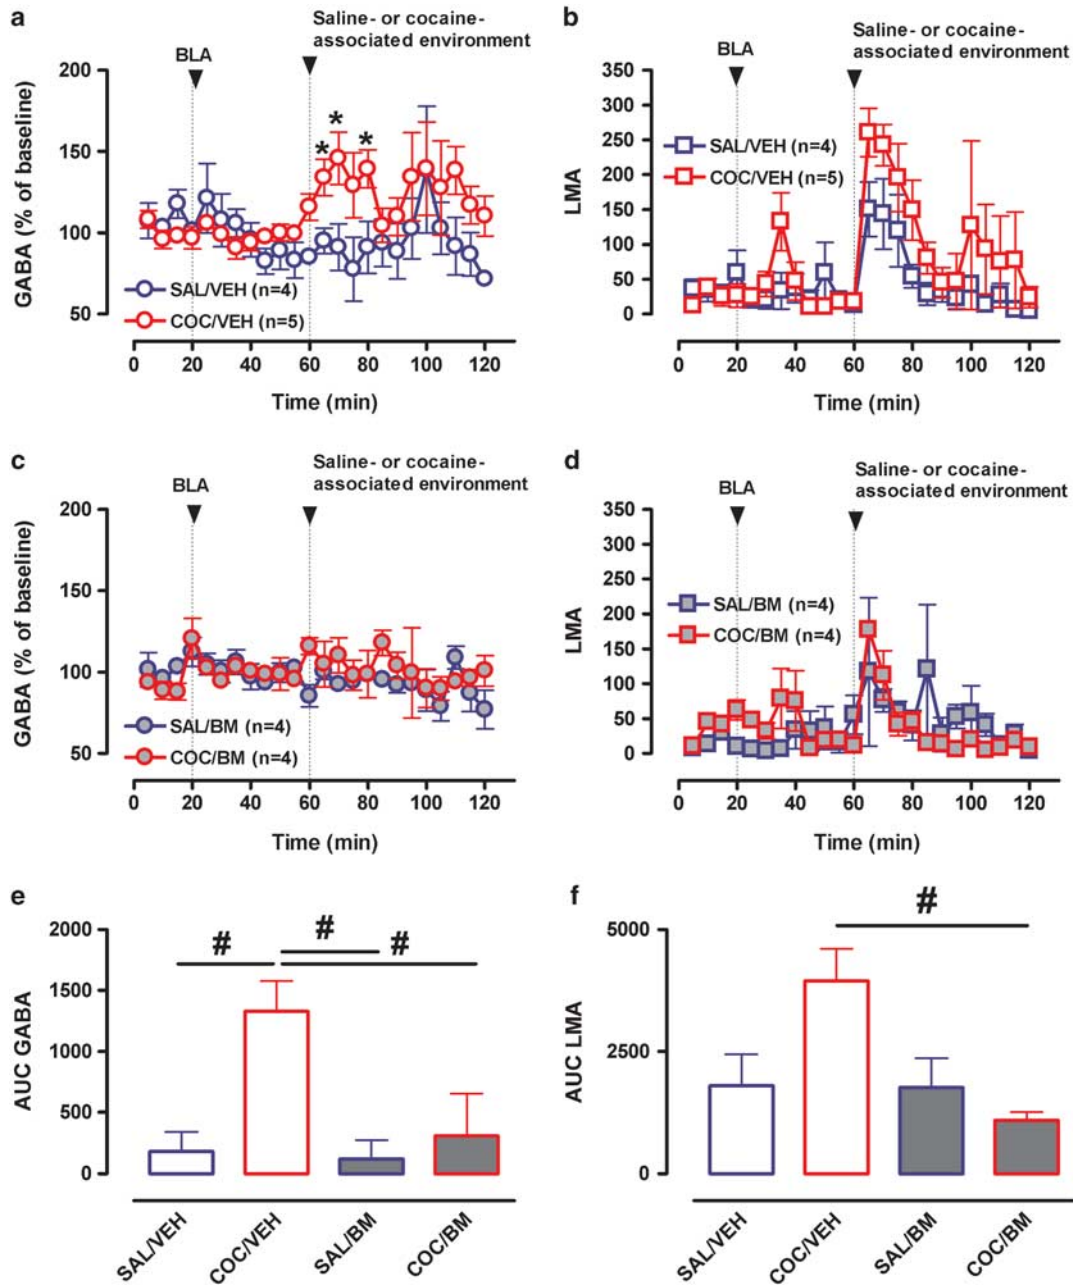 a
Saline- or cocaine-
associated environment
BLA
200
150
100
50
GABA (% of baseline)
* * *
SAL/VEH (n=4)
COC/VEH (n=5)
0 20 40 60 80 100 120
Time (min)
b
Saline- or cocaine-
associated environment
BLA
350
300
250
200
150
100
50
0
LMA
SAL/VEH (n=4)
COC/VEH (n=5)
0 20 40 60 80 100 120
Time (min)
c
Saline- or cocaine-
associated environment
BLA
200
150
100
50
GABA (% of baseline)
SAL/BM (n=4)
COC/BM (n=4)
0 20 40 60 80 100 120
Time (min)
d
Saline- or cocaine-
associated environment
BLA
350
300
250
200
150
100
50
0
LMA
SAL/BM (n=4)
COC/BM (n=4)
0 20 40 60 80 100 120
Time (min)
e
2000
1500
1000
500
0
AUC GABA
# # #
SAL/VEH
COC/VEH
SAL/BM
COC/BM
f
5000
2500
0
AUC LMA
#
SAL/VEH
COC/VEH
SAL/BM
COC/BM